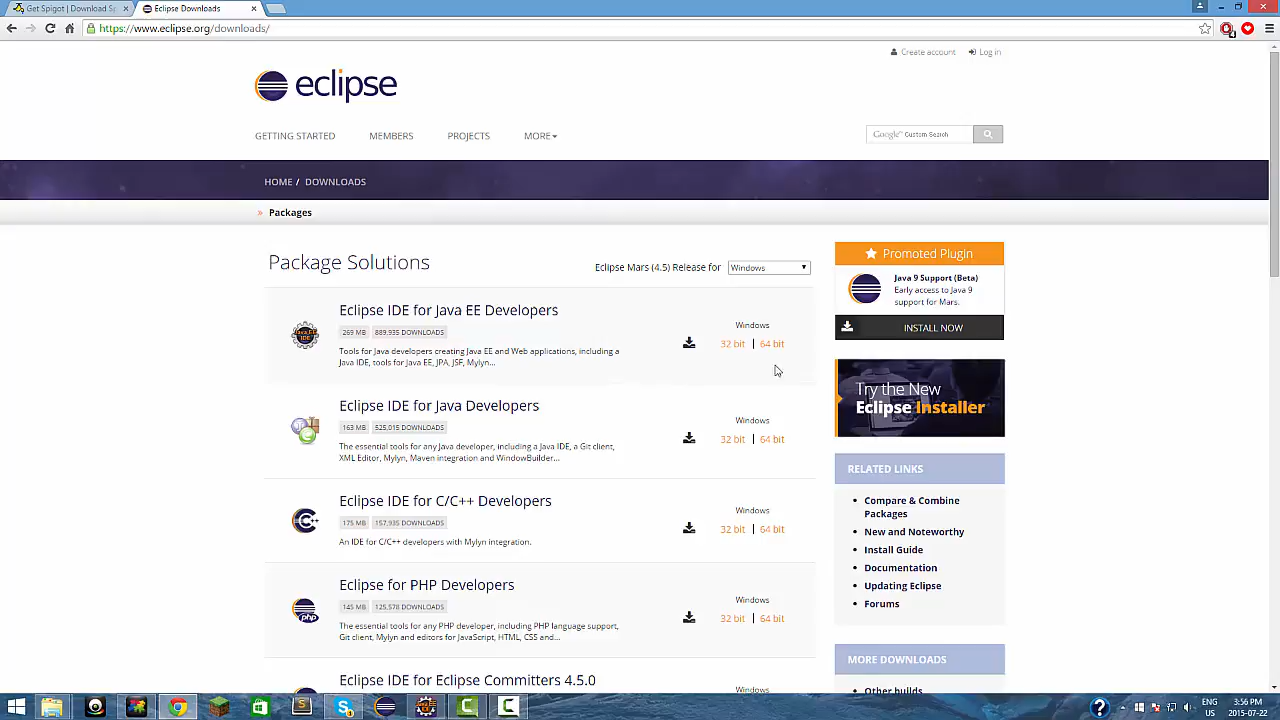 Get Spigot | Download Sp
Eclipse Downloads
https://www.eclipse.org/downloads/
Create account
Log in
eclipse
GETTING STARTED
MEMBERS
PROJECTS
MORE
Google™ Custom Search
HOME / DOWNLOADS
» Packages
Package Solutions
Eclipse Mars (4.5) Release for
Windows
Eclipse IDE for Java EE Developers
269 MB
889,935 DOWNLOADS
Tools for Java developers creating Java EE and Web applications, including a
Java IDE, tools for Java EE, JPA, JSF, Mylyn...
Windows
32 bit | 64 bit
Eclipse IDE for Java Developers
163 MB
525,015 DOWNLOADS
The essential tools for any Java developer, including a Java IDE, a Git client,
XML Editor, Mylyn, Maven integration and WindowBuilder...
Windows
32 bit | 64 bit
Eclipse IDE for C/C++ Developers
175 MB
157,935 DOWNLOADS
An IDE for C/C++ developers with Mylyn integration.
Windows
32 bit | 64 bit
Eclipse for PHP Developers
145 MB
125,578 DOWNLOADS
The essential tools for any PHP developer, including PHP language support,
Git client, Mylyn and editors for JavaScript, HTML, CSS and...
Windows
32 bit | 64 bit
Eclipse IDE for Eclipse Committers 4.5.0
Windows
Promoted Plugin
Java 9 Support (Beta)
Early access to Java 9
support for Mars.
INSTALL NOW
Try the New
Eclipse Installer
RELATED LINKS
Compare & Combine
Packages
New and Noteworthy
Install Guide
Documentation
Updating Eclipse
Forums
MORE DOWNLOADS
Other builds
ENG
US
3:56 PM
2015-07-22